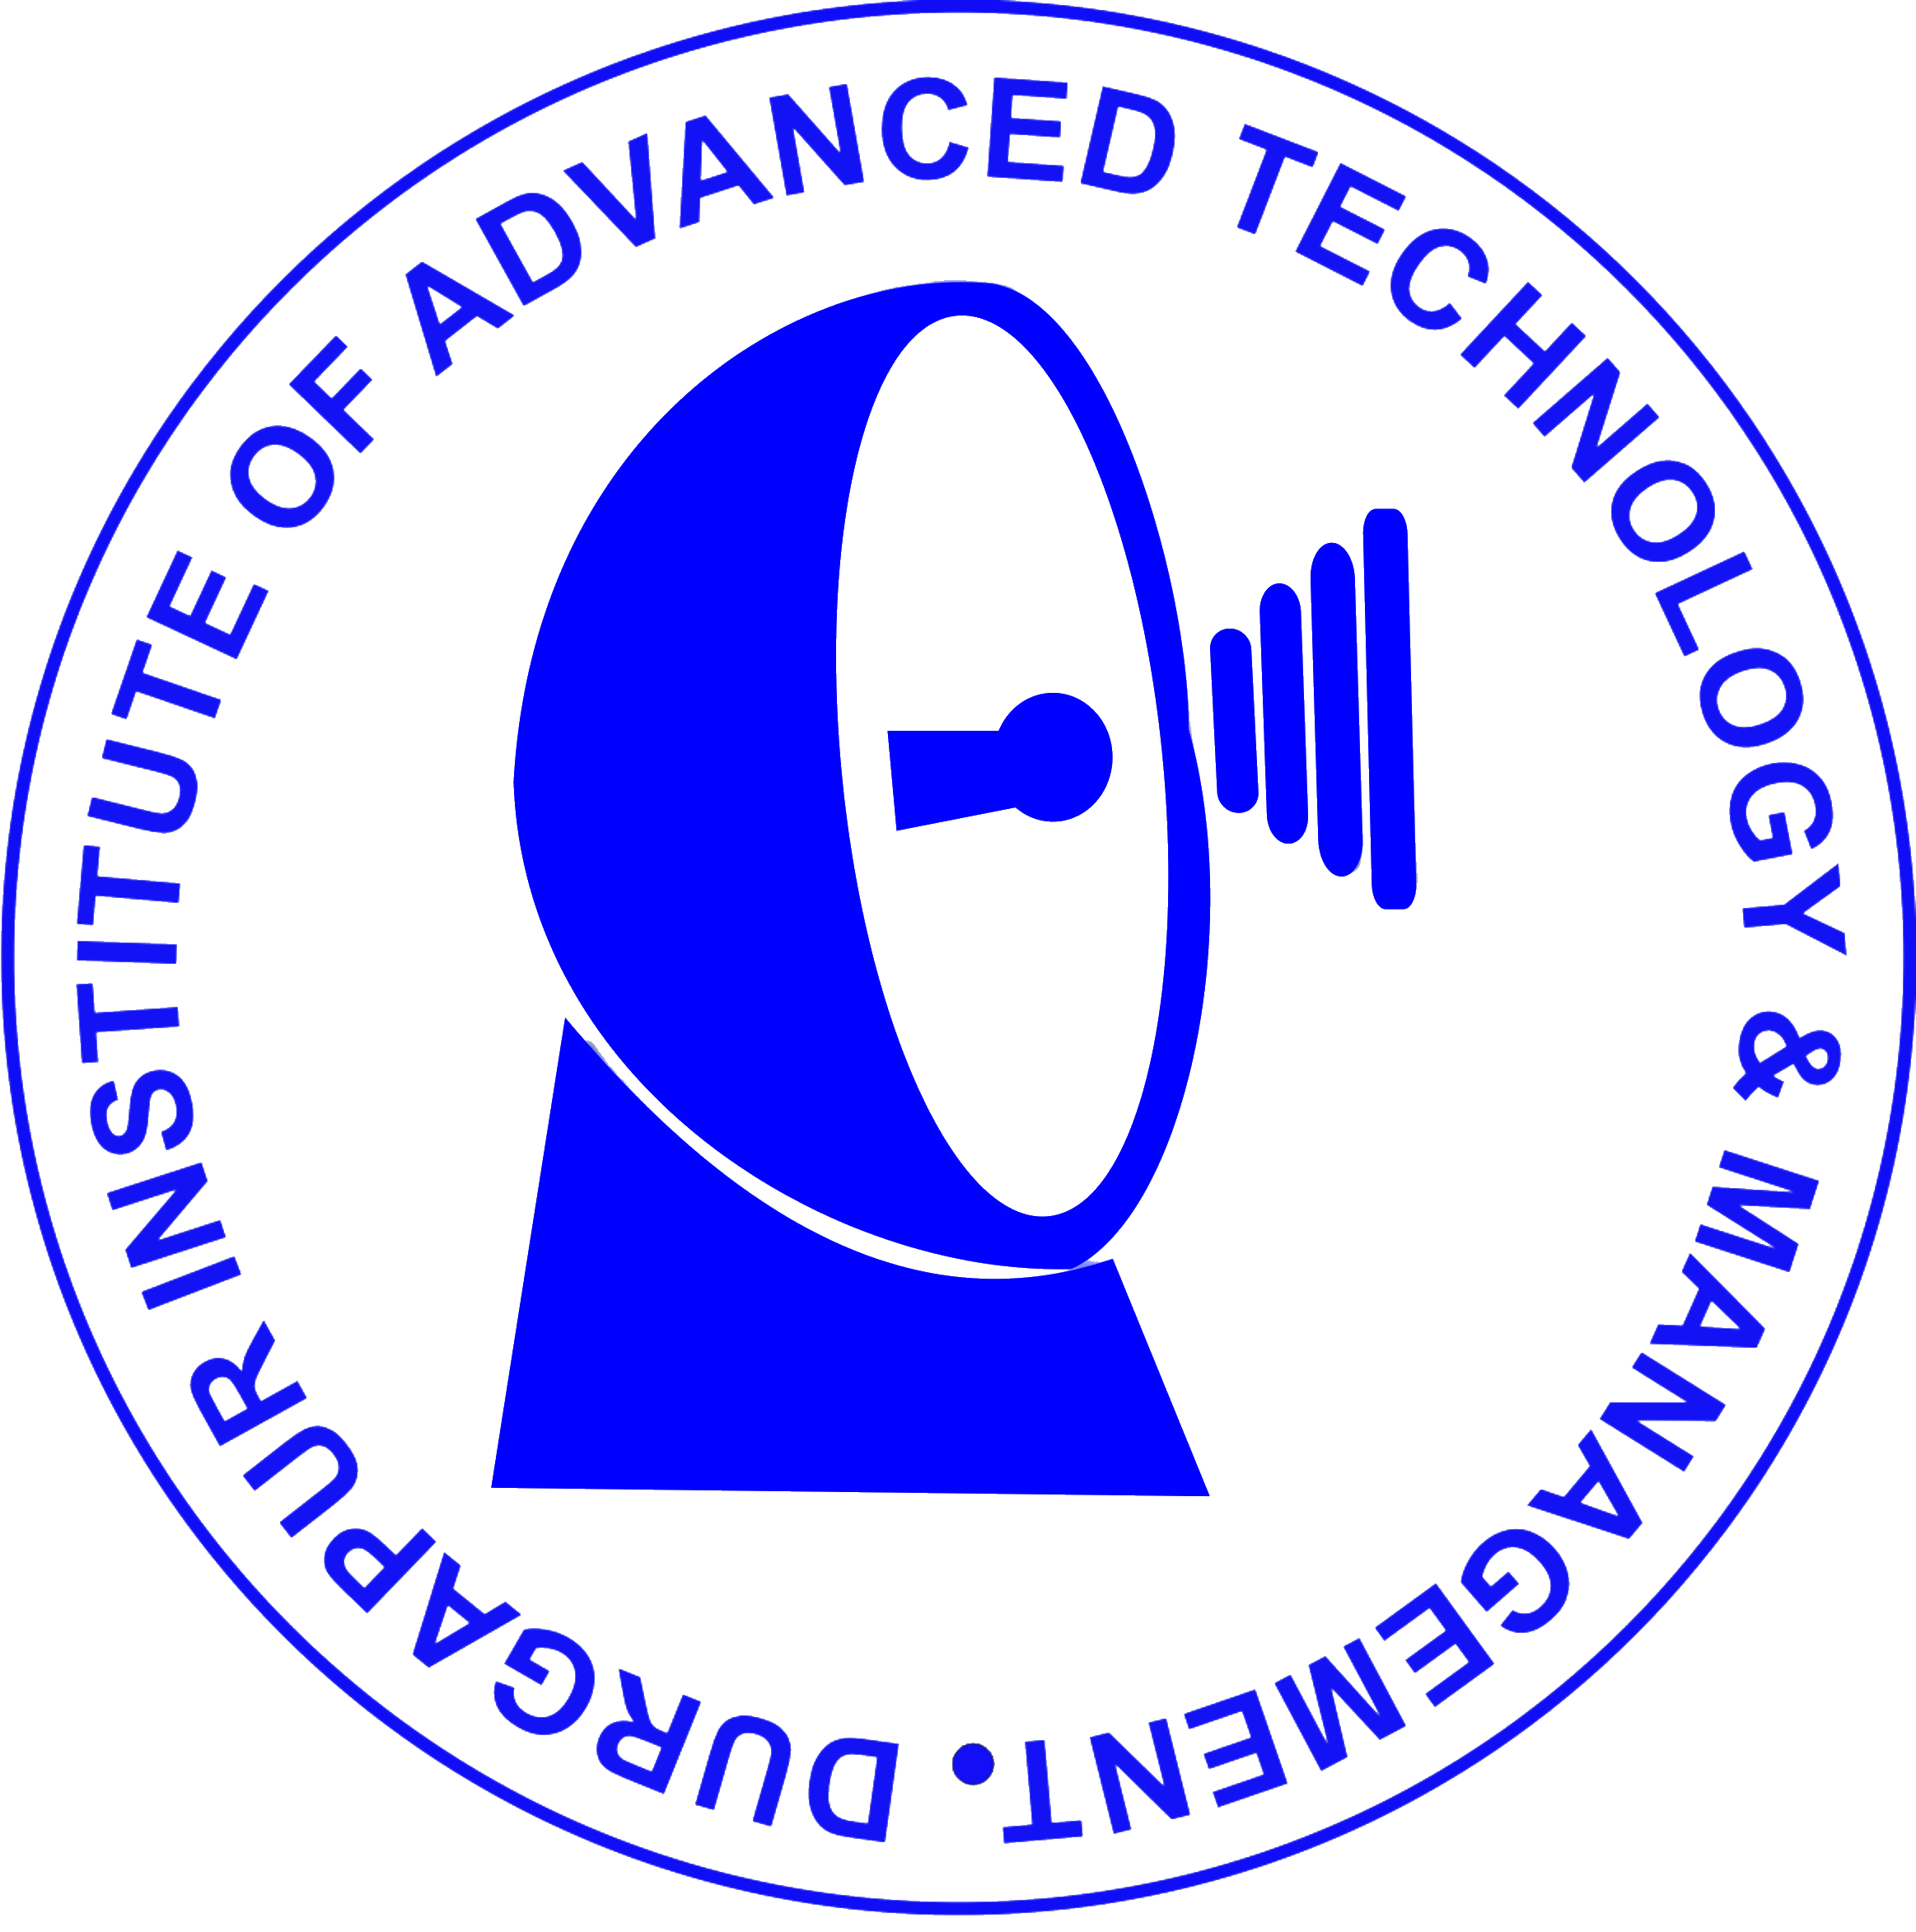 DURGAPUR INSTITUTE OF ADVANCED TECHNOLOGY & MANAGEMENT •